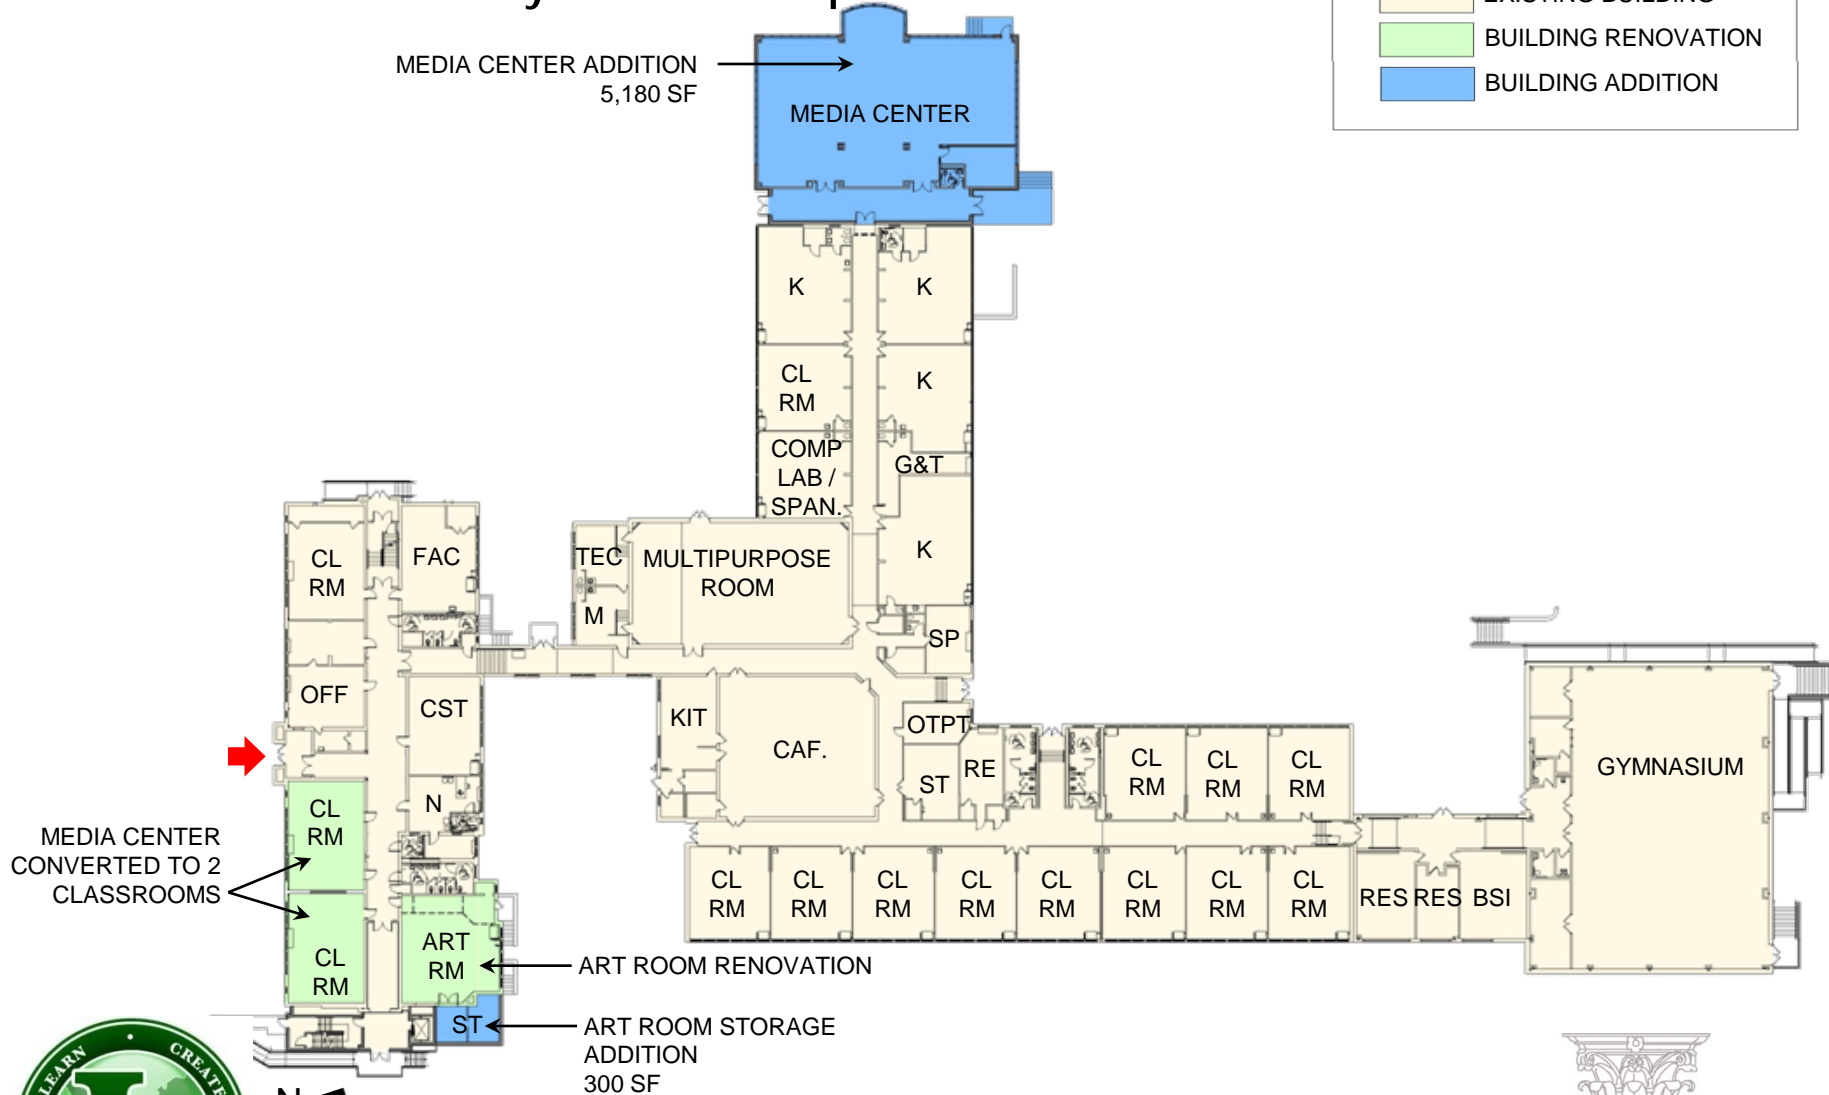 EXISTING BUILDING
BUILDING RENOVATION
BUILDING ADDITION
MEDIA CENTER ADDITION
5,180 SF
MEDIA CENTER
K
K
CL
RM
K
COMP
LAB /
SPAN.
G&T
K
CL
RM
FAC
TEC
M
MULTIPURPOSE
ROOM
SP
OFF
CST
KIT
CAF.
OTPT
ST
RE
CL
RM
CL
RM
CL
RM
GYMNASIUM
CL
RM
N
MEDIA CENTER
CONVERTED TO 2
CLASSROOMS
CL
RM
CL
RM
CL
RM
CL
RM
CL
RM
CL
RM
CL
RM
CL
RM
RES
RES
BSI
CL
RM
ART
RM
ART ROOM RENOVATION
ST
ART ROOM STORAGE
ADDITION
300 SF
LEARN
CREATE
N